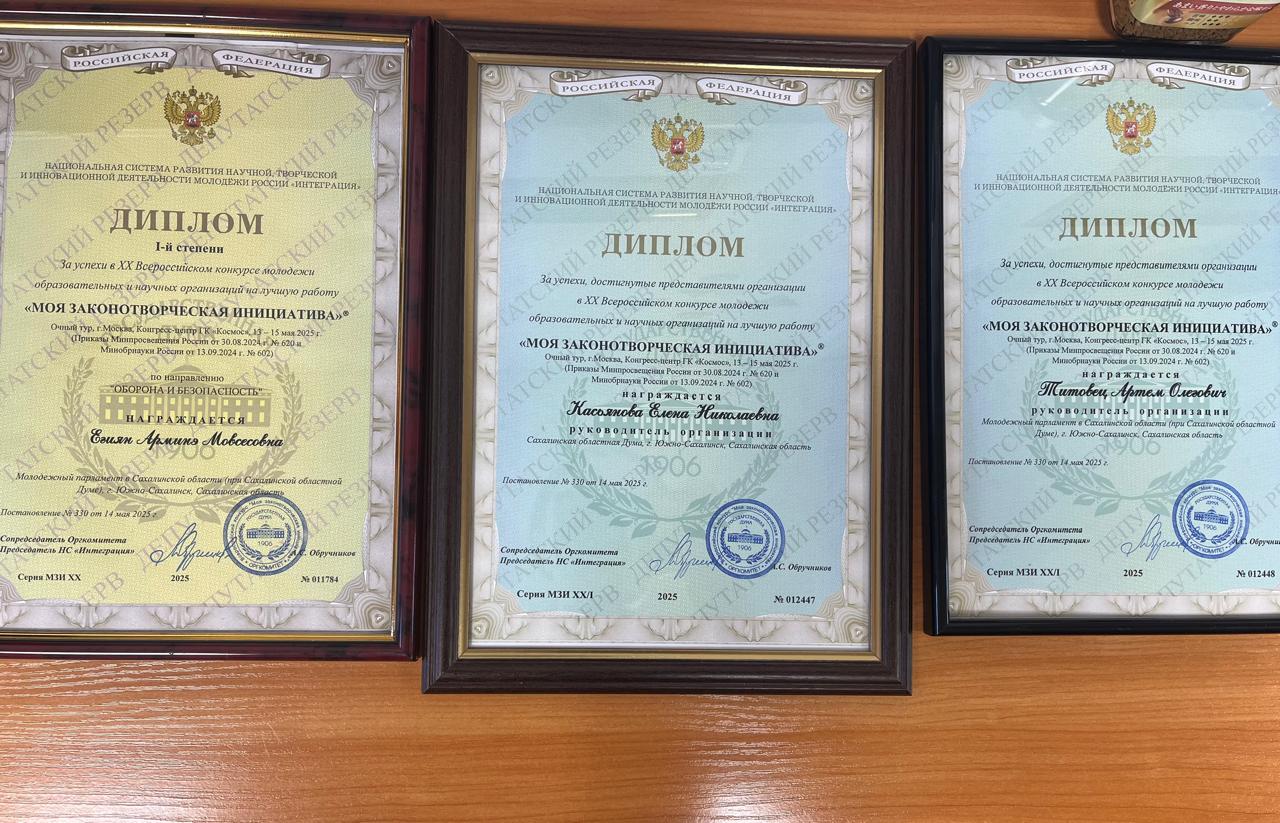 РОССИЙСКАЯ ФЕДЕРАЦИЯ
НАЦИОНАЛЬНАЯ СИСТЕМА РАЗВИТИЯ НАУЧНОЙ, ТВОРЧЕСКОЙ
И ИННОВАЦИОННОЙ ДЕЯТЕЛЬНОСТИ МОЛОДЁЖИ РОССИИ «ИНТЕГРАЦИЯ»
ДИПЛОМ
I-й степени
За успехи в XX Всероссийском конкурсе молодежи
образовательных и научных организаций на лучшую работу
«МОЯ ЗАКОНОТВОРЧЕСКАЯ ИНИЦИАТИВА»®
Очный тур, г.Москва, Конгресс-центр ГК «Космос», 13 – 15 мая 2025 г.
(Приказы Минпросвещения России от 30.08.2024 г. № 620 и
Минобрнауки России от 13.09.2024 г. № 602)
по направлению
"ОБОРОНА И БЕЗОПАСНОСТЬ"
НАГРАЖДАЕТСЯ
Егиян Арминэ Мовсесовна
1906
Молодежный парламент в Сахалинской области (при Сахалинской областной
Думе), г. Южно-Сахалинск, Сахалинская область
Постановление № 330 от 14 мая 2025 г.
Сопредседатель Оргкомитета
Председатель НС «Интеграция»
А.С. Обручников
Серия МЗИ XX 2025 № 011784
РОССИЙСКАЯ ФЕДЕРАЦИЯ
НАЦИОНАЛЬНАЯ СИСТЕМА РАЗВИТИЯ НАУЧНОЙ, ТВОРЧЕСКОЙ
И ИННОВАЦИОННОЙ ДЕЯТЕЛЬНОСТИ МОЛОДЁЖИ РОССИИ «ИНТЕГРАЦИЯ»
ДИПЛОМ
За успехи, достигнутые представителями организации
в XX Всероссийском конкурсе молодежи
образовательных и научных организаций на лучшую работу
«МОЯ ЗАКОНОТВОРЧЕСКАЯ ИНИЦИАТИВА»®
Очный тур, г.Москва, Конгресс-центр ГК «Космос», 13 – 15 мая 2025 г.
(Приказы Минпросвещения России от 30.08.2024 г. № 620 и
Минобрнауки России от 13.09.2024 г. № 602)
награждается
Касьянова Елена Николаевна
руководитель организации
Сахалинская областная Дума, г. Южно-Сахалинск, Сахалинская область
1906
Постановление № 330 от 14 мая 2025 г.
Сопредседатель Оргкомитета
Председатель НС «Интеграция»
А.С. Обручников
Серия МЗИ XX/I 2025 № 012447
РОССИЙСКАЯ ФЕДЕРАЦИЯ
НАЦИОНАЛЬНАЯ СИСТЕМА РАЗВИТИЯ НАУЧНОЙ, ТВОРЧЕСКОЙ
И ИННОВАЦИОННОЙ ДЕЯТЕЛЬНОСТИ МОЛОДЁЖИ РОССИИ «ИНТЕГРАЦИЯ»
ДИПЛОМ
За успехи, достигнутые представителями организации
в XX Всероссийском конкурсе молодежи
образовательных и научных организаций на лучшую работу
«МОЯ ЗАКОНОТВОРЧЕСКАЯ ИНИЦИАТИВА»®
Очный тур, г.Москва, Конгресс-центр ГК «Космос», 13 – 15 мая 2025 г.
(Приказы Минпросвещения России от 30.08.2024 г. № 620 и
Минобрнауки России от 13.09.2024 г. № 602)
награждается
Титовец Артем Олегович
руководитель организации
Молодежный парламент в Сахалинской области (при Сахалинской областной
Думе), г. Южно-Сахалинск, Сахалинская область
1906
Постановление № 330 от 14 мая 2025 г.
Сопредседатель Оргкомитета
Председатель НС «Интеграция»
А.С. Обручников
Серия МЗИ XX/I 2025 № 012448